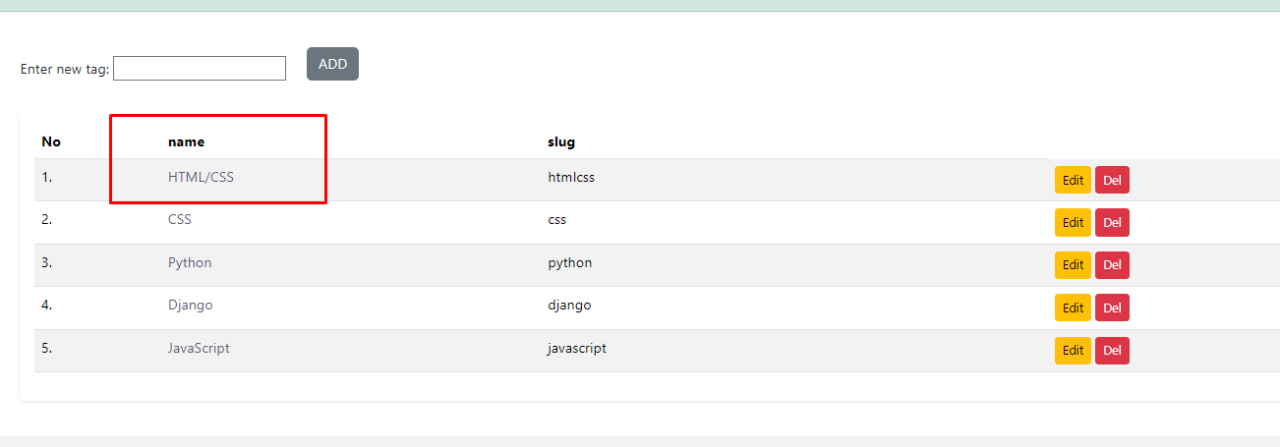 Enter new tag: ADD
No name slug
1. HTML/CSS htmlcss Edit Del
2. CSS css Edit Del
3. Python python Edit Del
4. Django django Edit Del
5. JavaScript javascript Edit Del